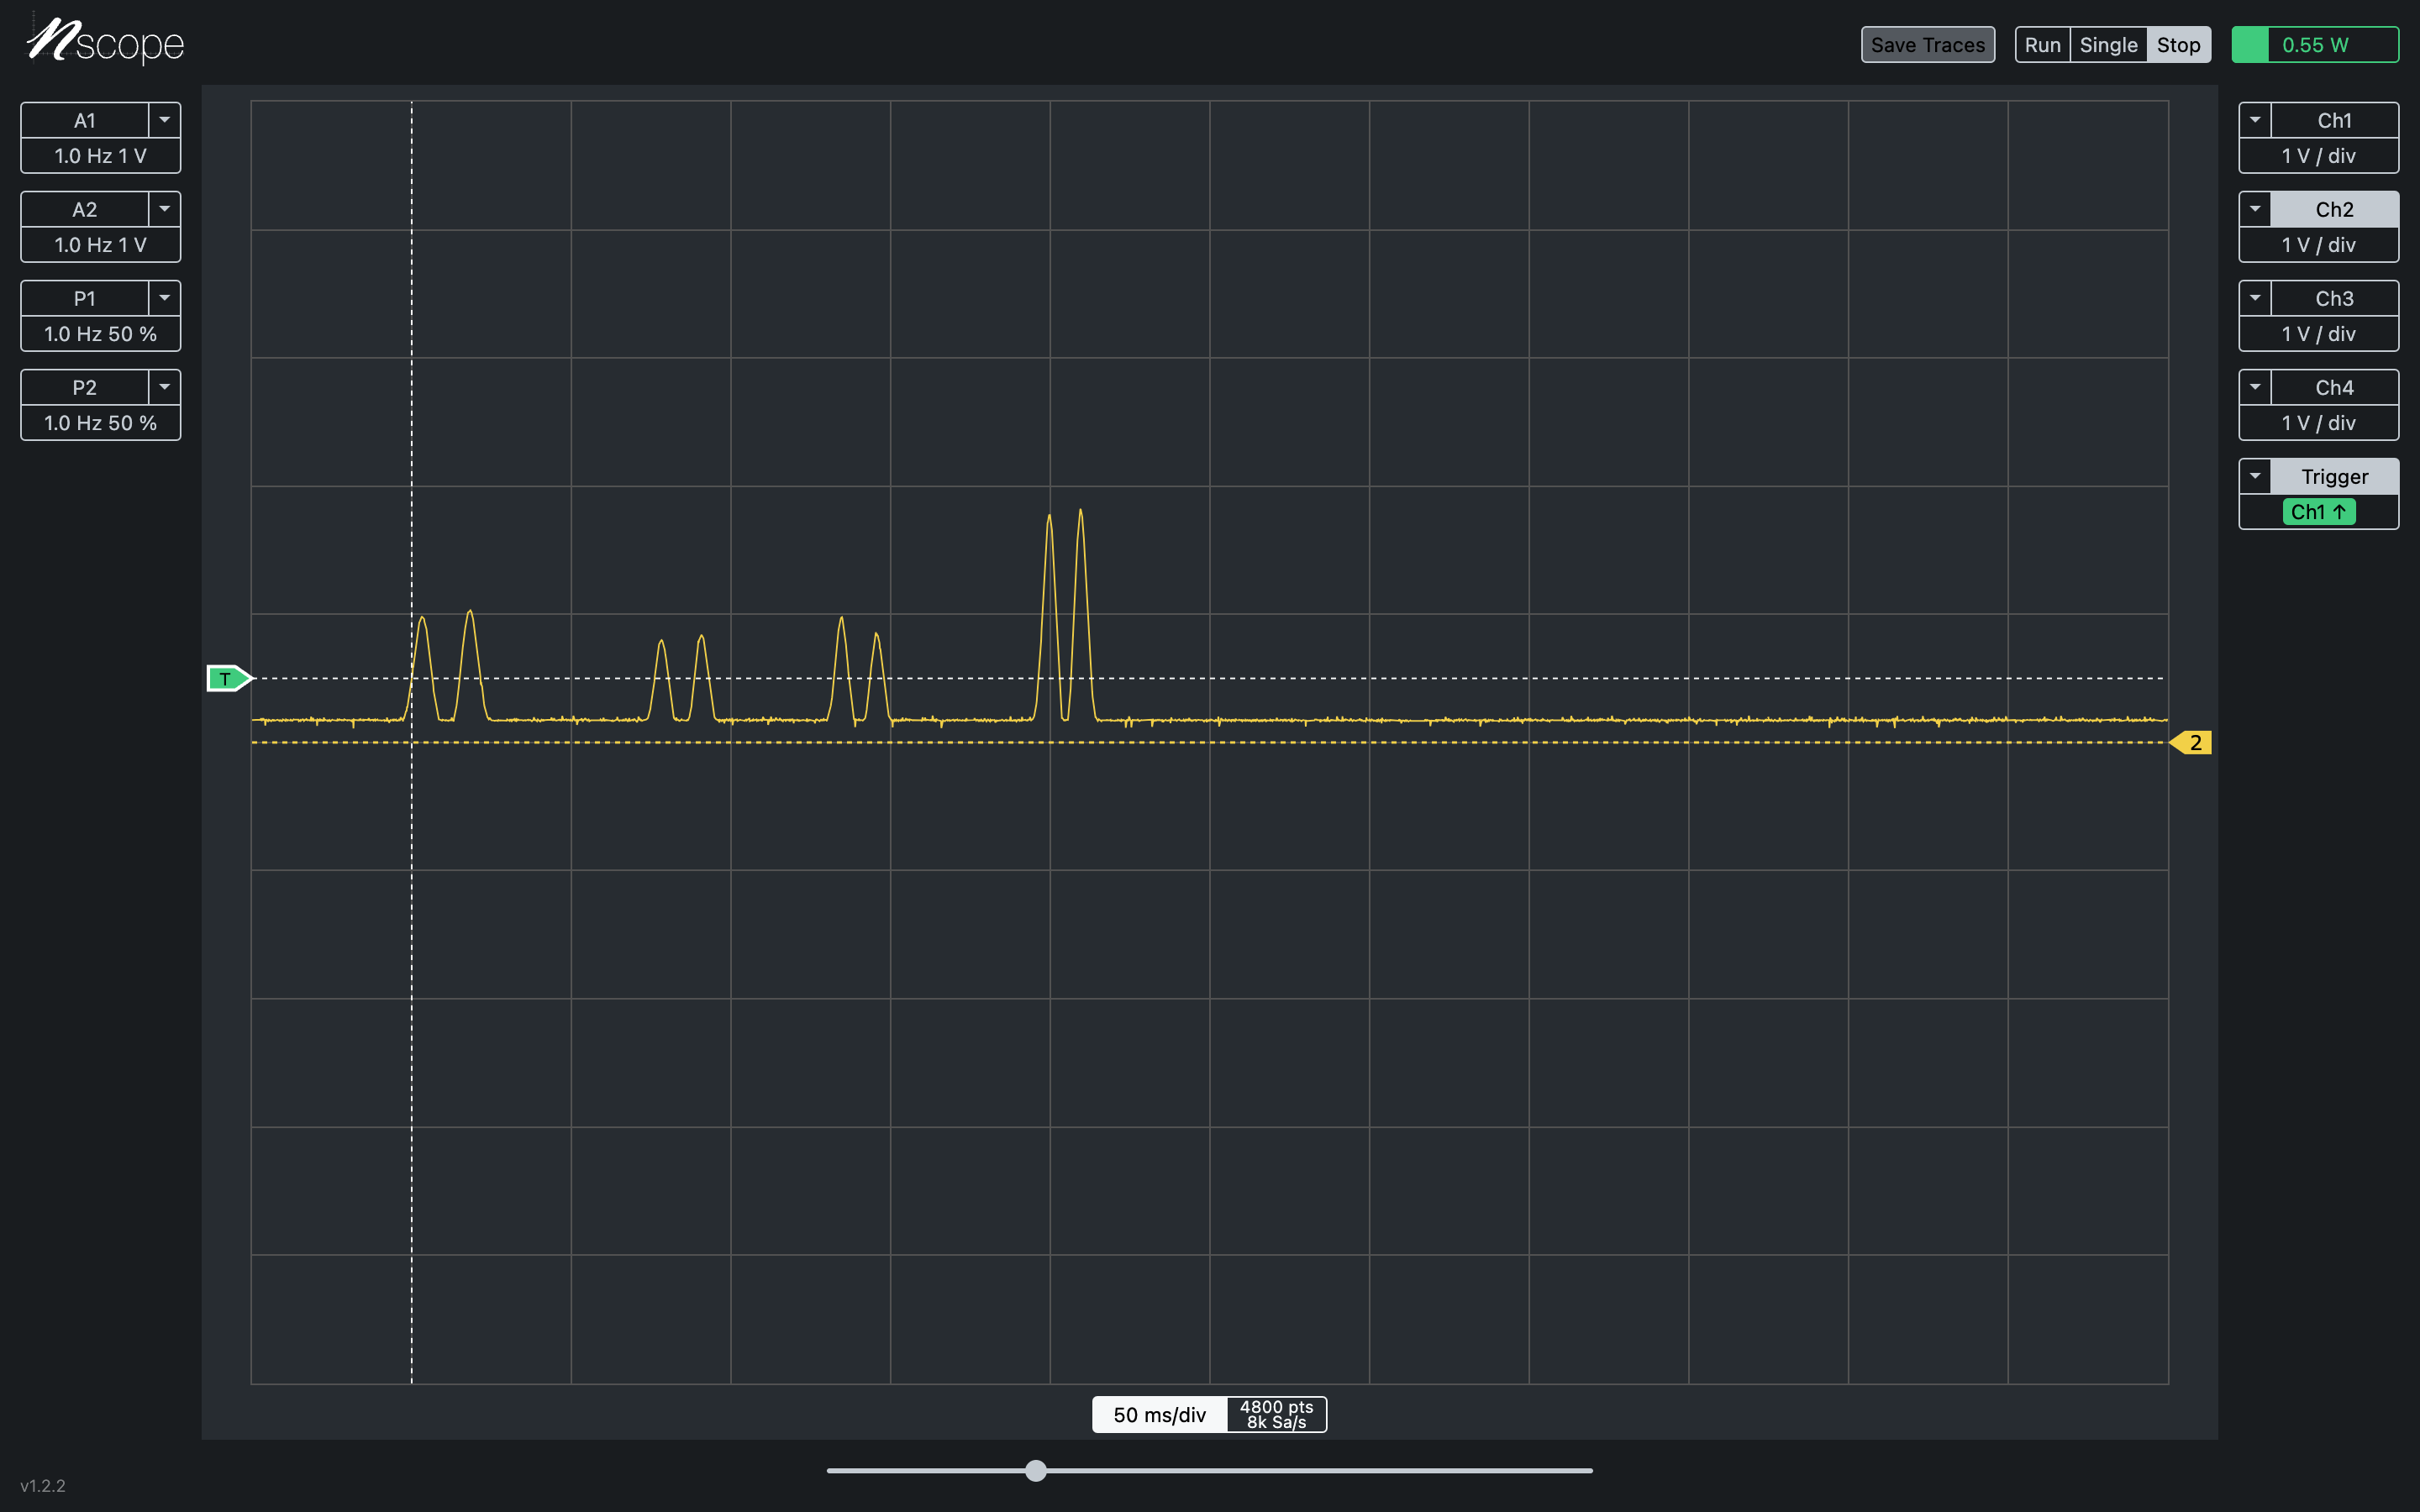 nscope
Save Traces
Run Single Stop
0.55 W
A1
1.0 Hz 1 V
A2
1.0 Hz 1 V
P1
1.0 Hz 50 %
P2
1.0 Hz 50 %
Ch1
1 V / div
Ch2
1 V / div
Ch3
1 V / div
Ch4
1 V / div
Trigger
Ch1 ↑
T
2
50 ms/div
4800 pts
8k Sa/s
v1.2.2